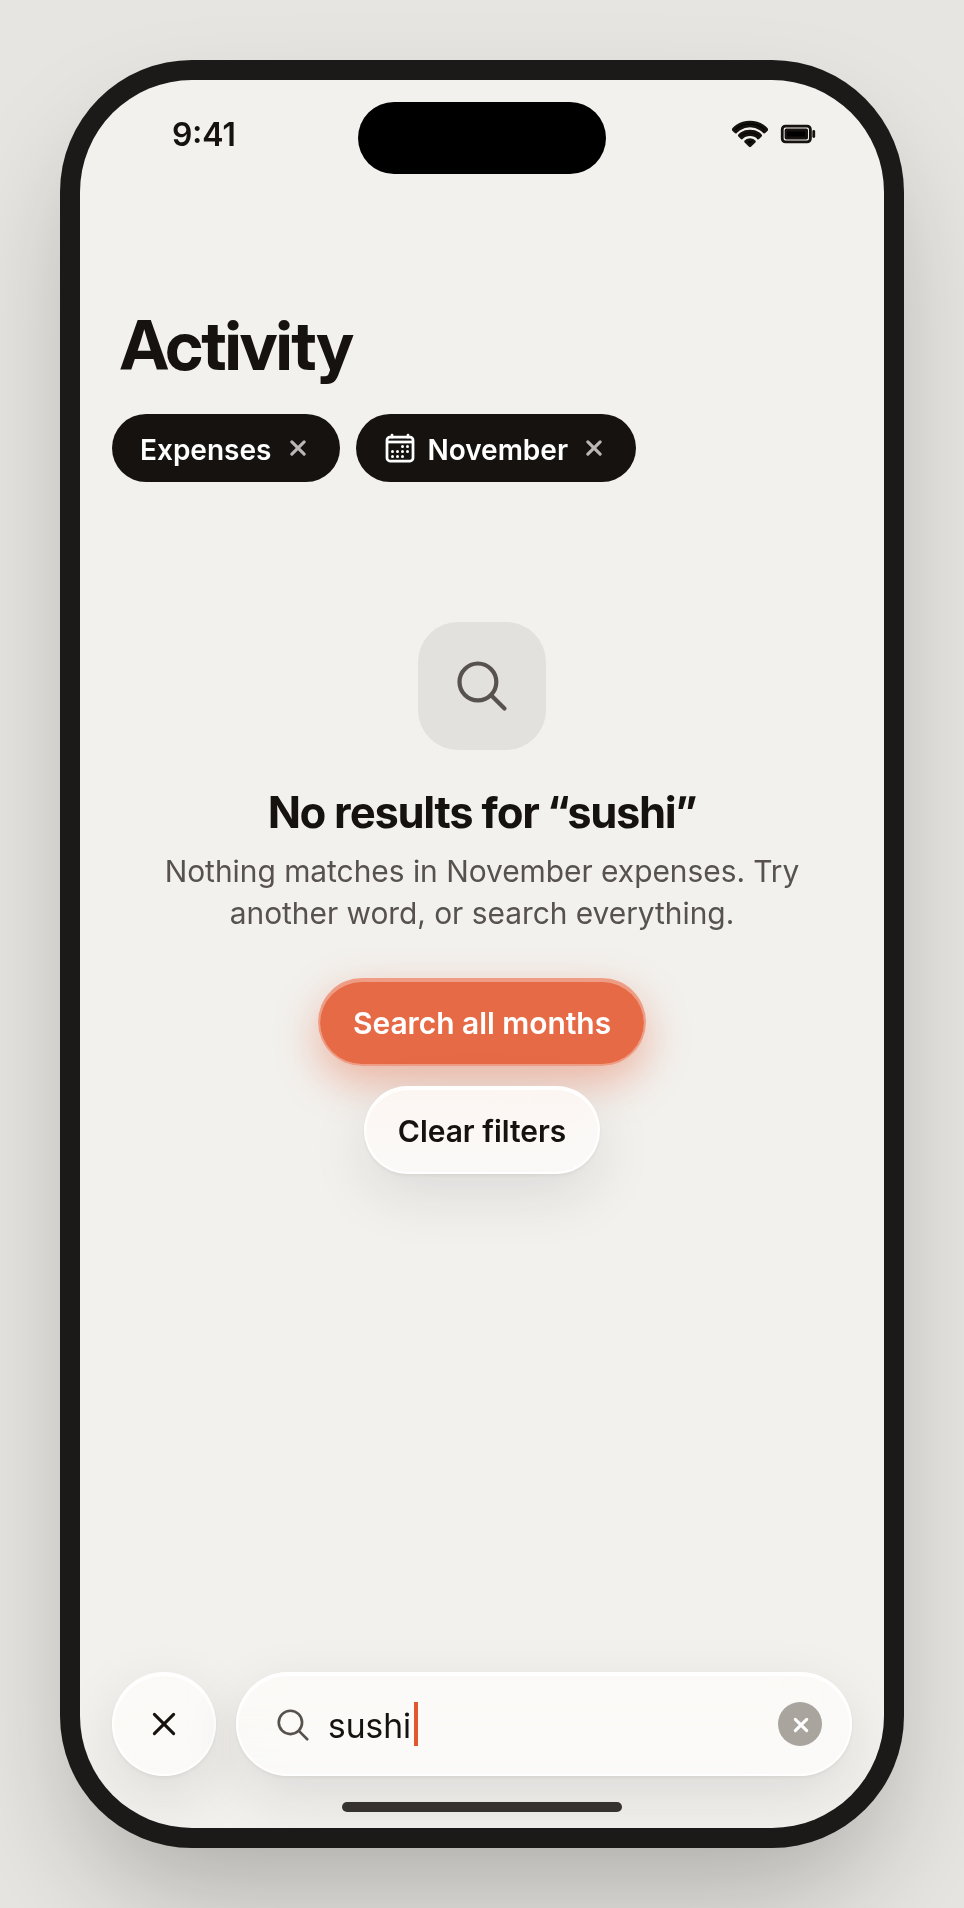 9:41
Activity
Expenses
November
No results for “sushi”
Nothing matches in November expenses. Try
another word, or search everything.
Search all months
Clear filters
sushi